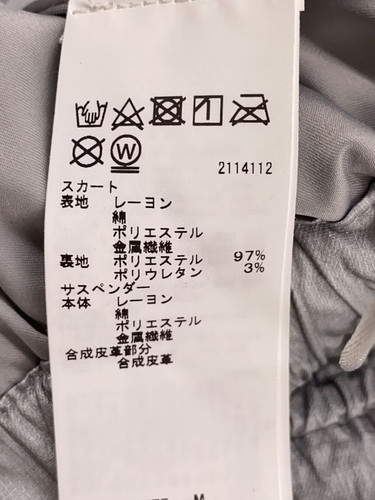 W
2114112
スカート
表地 レーヨン
綿
ポリエステル
金属繊維
裏地 ポリエステル 97%
ポリウレタン 3%
サスペンダー
本体 レーヨン
綿
ポリエステル
金属繊維
合成皮革部分
合成皮革
M